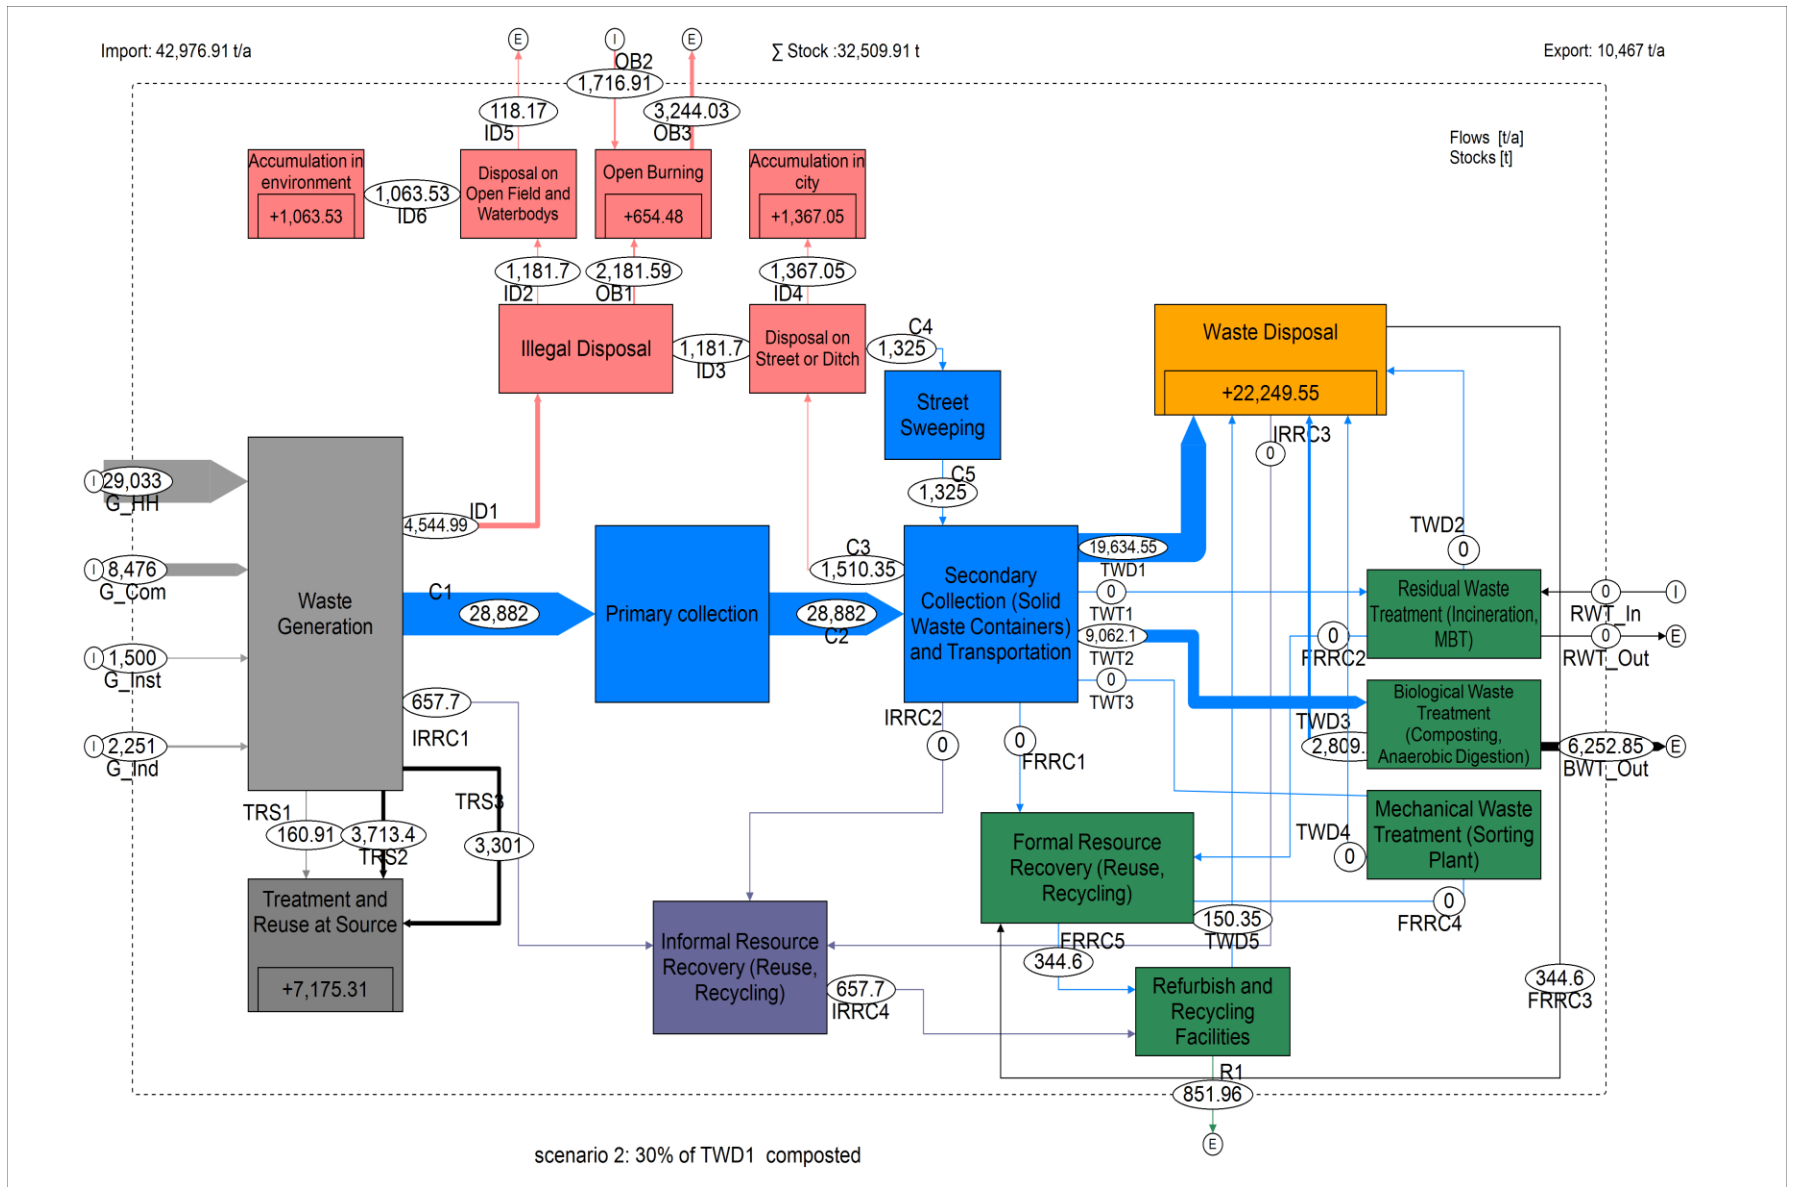 Import: 42,976.91 t/a
∑ Stock :32,509.91 t
Export: 10,467 t/a
E
I
E
OB2
1,716.91
118.17
ID5
3,244.03
OB3
Flows [t/a]
Stocks [t]
Accumulation in
environment
+1,063.53
1,063.53
ID6
Disposal on
Open Field and
Waterbodys
Open Burning
+654.48
Accumulation in
city
+1,367.05
1,181.7
ID2
2,181.59
OB1
1,367.05
ID4
Illegal Disposal
1,181.7
ID3
Disposal on
Street or Ditch
C4
1,325
Street
Sweeping
C5
1,325
Waste Disposal
+22,249.55
IRRC3
0
I
29,033
G_HH
I
8,476
G_Com
I
1,500
G_Inst
I
2,251
G_Ind
Waste
Generation
4,544.99
ID1
C1
28,882
Primary collection
28,882
C2
C3
1,510.35
Secondary
Collection (Solid
Waste Containers)
and Transportation
19,634.55
TWD1
0
TWT1
9,062.1
TWT2
0
TWT3
TWD2
0
Residual Waste
Treatment (Incineration,
MBT)
0
RWT_In
I
0
RWT_Out
E
0
FRRC2
Biological Waste
Treatment
(Composting,
Anaerobic Digestion)
TWD3
2,809.
6,252.85
BWT_Out
E
657.7
IRRC1
IRRC2
0
0
FRRC1
Mechanical Waste
Treatment (Sorting
Plant)
TWD4
0
0
FRRC4
TRS1
160.91
3,713.4
TRS2
TRS3
3,301
Treatment and
Reuse at Source
+7,175.31
Informal Resource
Recovery (Reuse,
Recycling)
657.7
IRRC4
Formal Resource
Recovery (Reuse,
Recycling)
FRRC5
344.6
150.35
TWD5
Refurbish and
Recycling
Facilities
344.6
FRRC3
R1
851.96
E
scenario 2: 30% of TWD1 composted